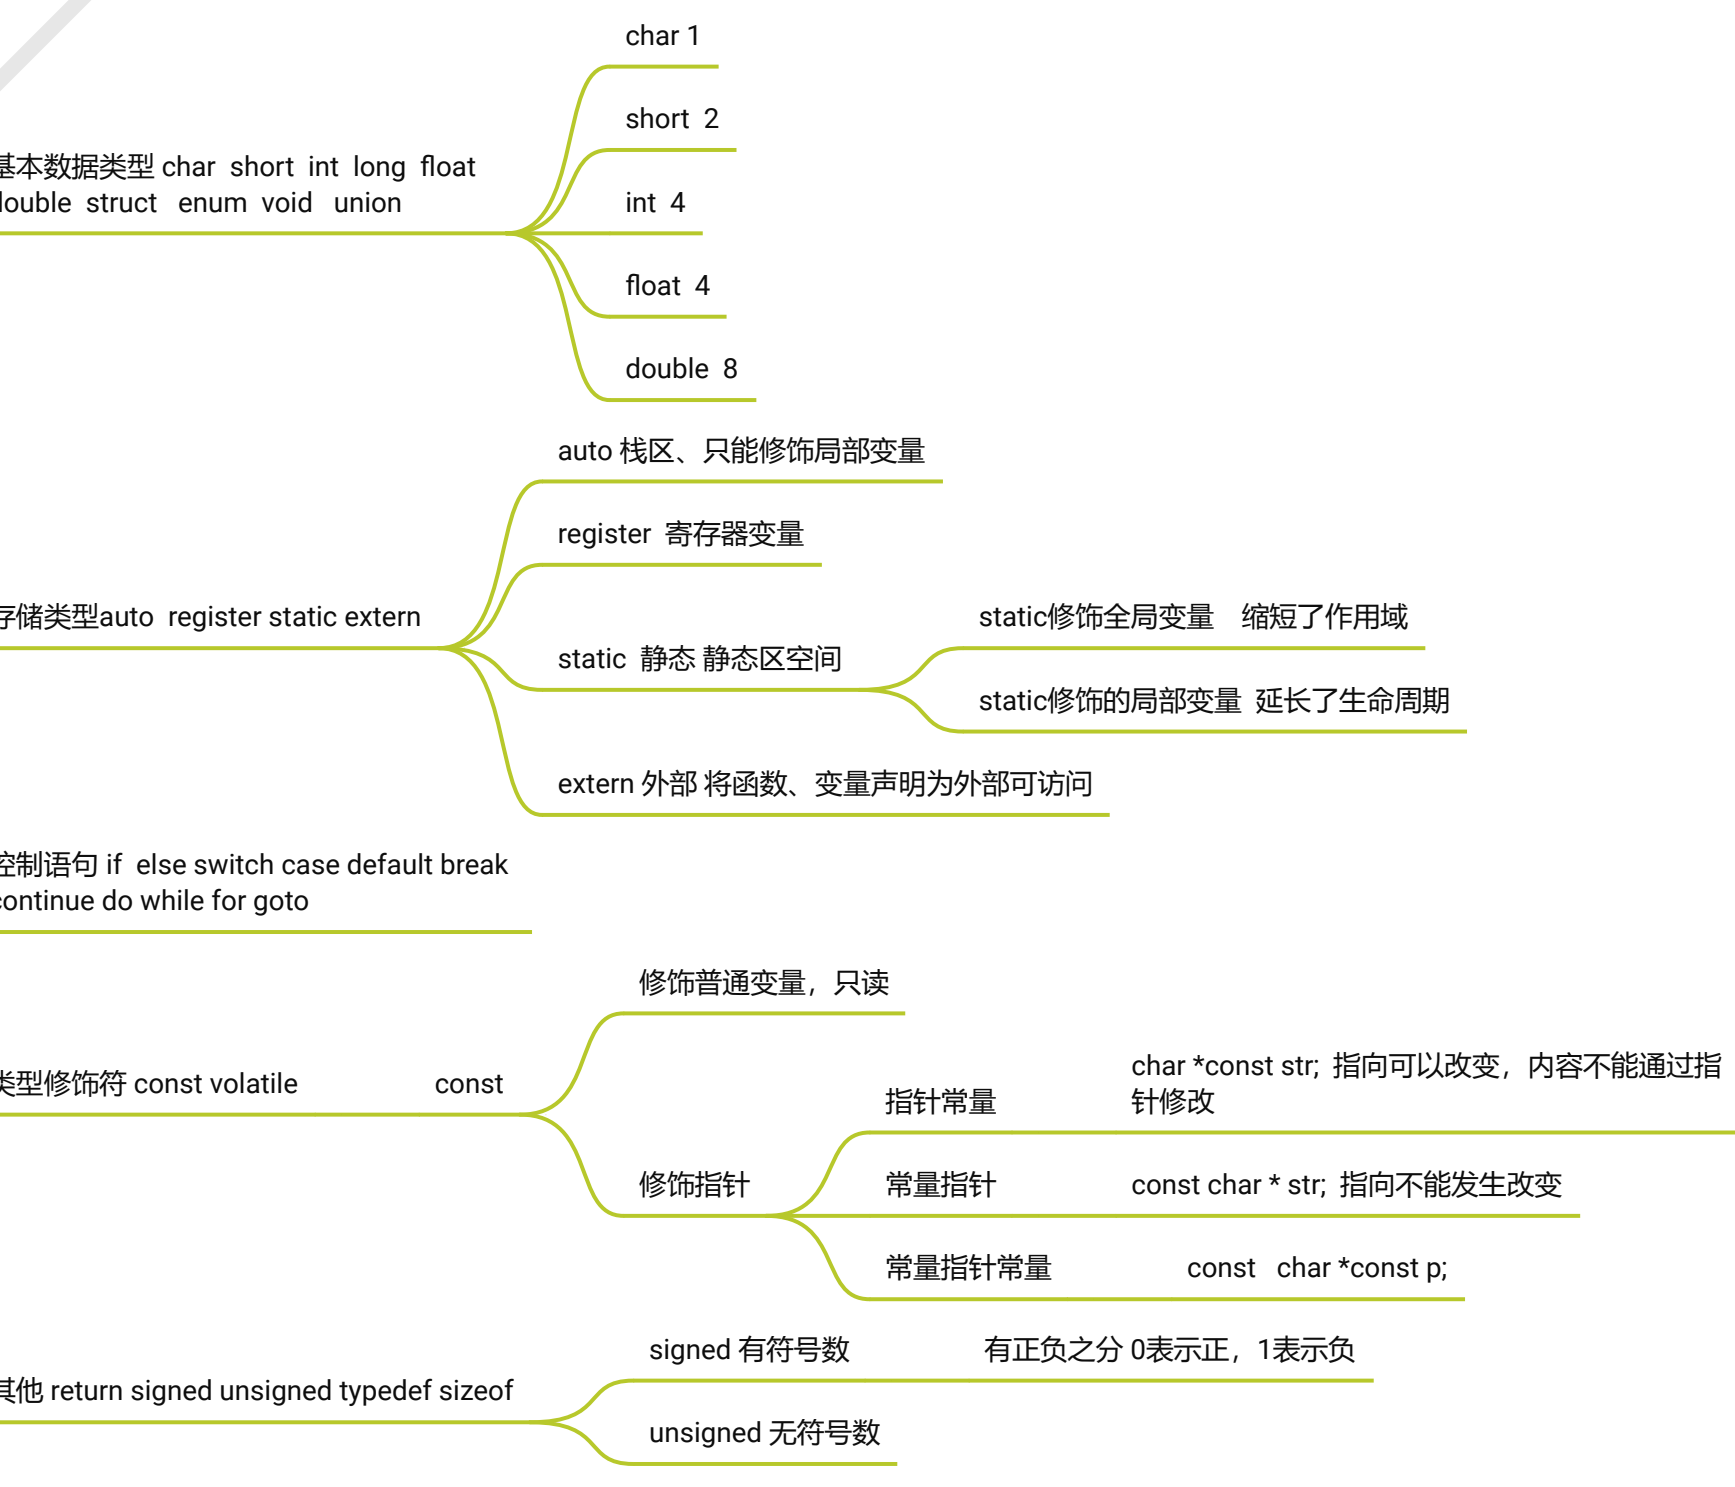 char 1
short 2
基本数据类型 char short int long float
double struct enum void union
int 4
float 4
double 8
auto 栈区、只能修饰局部变量
register 寄存器变量
存储类型auto register static extern
static 静态 静态区空间
static修饰全局变量 缩短了作用域
static修饰的局部变量 延长了生命周期
extern 外部 将函数、变量声明为外部可访问
控制语句 if else switch case default break
continue do while for goto
类型修饰符 const volatile
const
修饰普通变量，只读
修饰指针
指针常量
char *const str; 指向可以改变，内容不能通过指
针修改
常量指针
const char * str; 指向不能发生改变
常量指针常量
const char *const p;
其他 return signed unsigned typedef sizeof
signed 有符号数
有正负之分 0表示正，1表示负
unsigned 无符号数